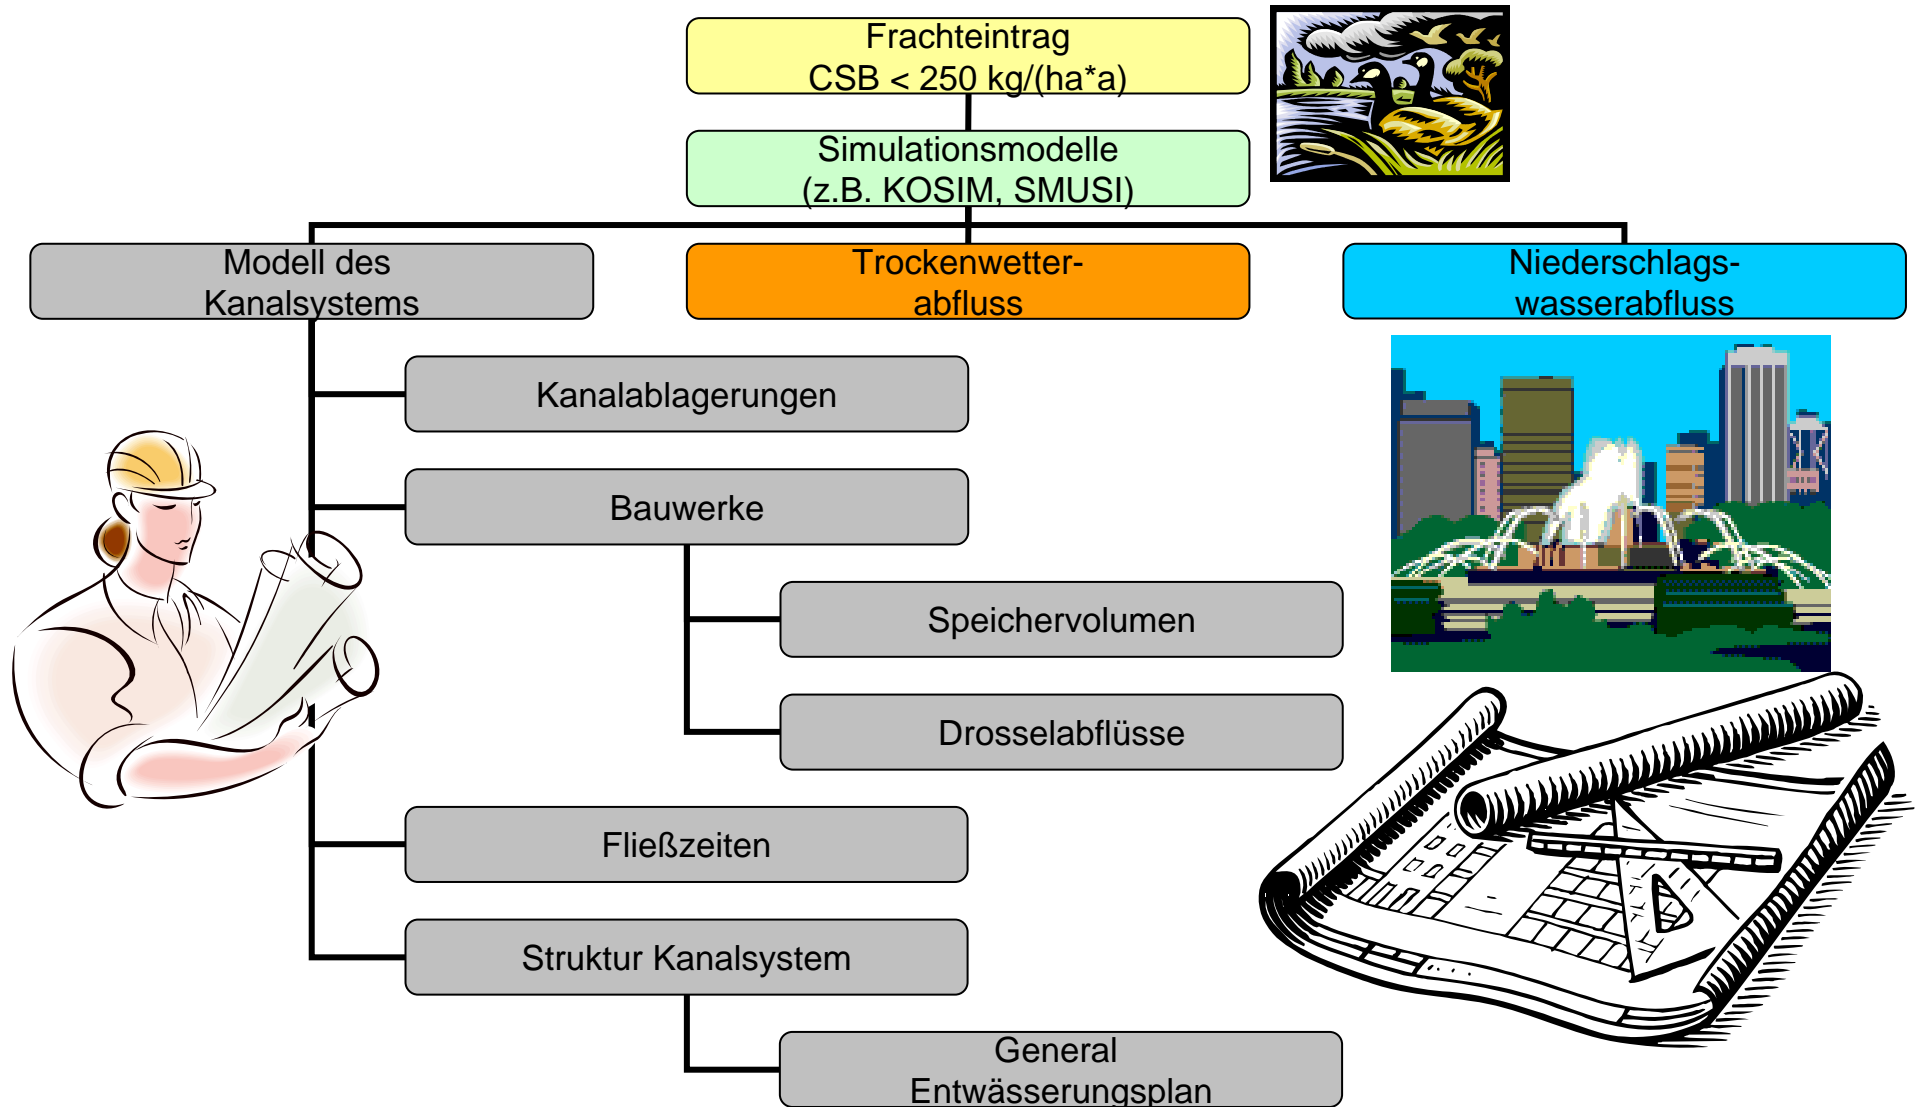 Frachteintrag
CSB < 250 kg/(ha*a)
Simulationsmodelle
(z.B. KOSIM, SMUSI)
Modell des
Kanalsystems
Trockenwetter-
abfluss
Niederschlags-
wasserabfluss
Kanalablagerungen
Bauwerke
Speichervolumen
Drosselabflüsse
Fließzeiten
Struktur Kanalsystem
General
Entwässerungsplan